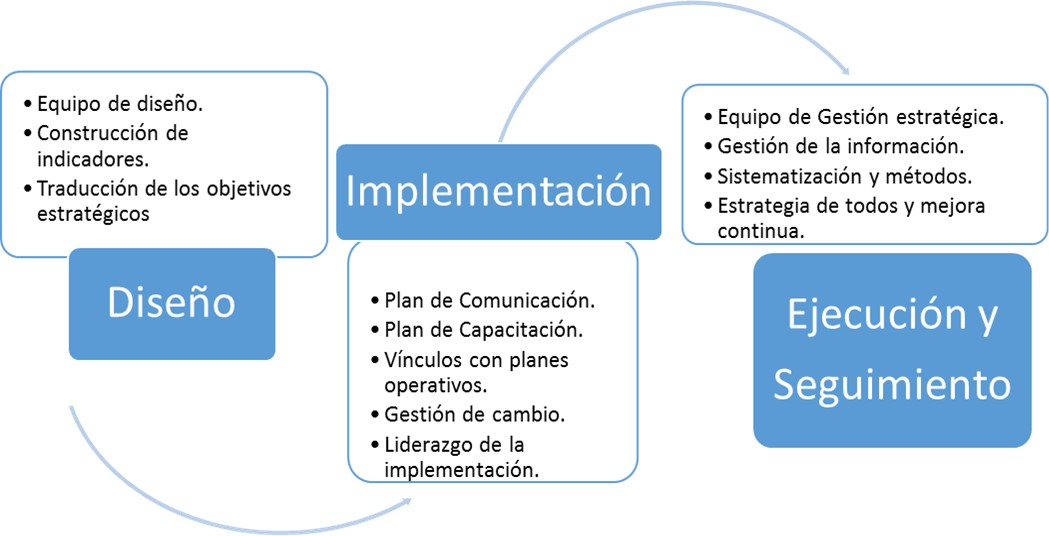 • Equipo de diseño.
• Construcción de
indicadores.
• Traducción de los objetivos
estratégicos
Diseño
Implementación
• Plan de Comunicación.
• Plan de Capacitación.
• Vínculos con planes
operativos.
• Gestión de cambio.
• Liderazgo de la
implementación.
• Equipo de Gestión estratégica.
• Gestión de la información.
• Sistematización y métodos.
• Estrategia de todos y mejora
continua.
Ejecución y
Seguimiento